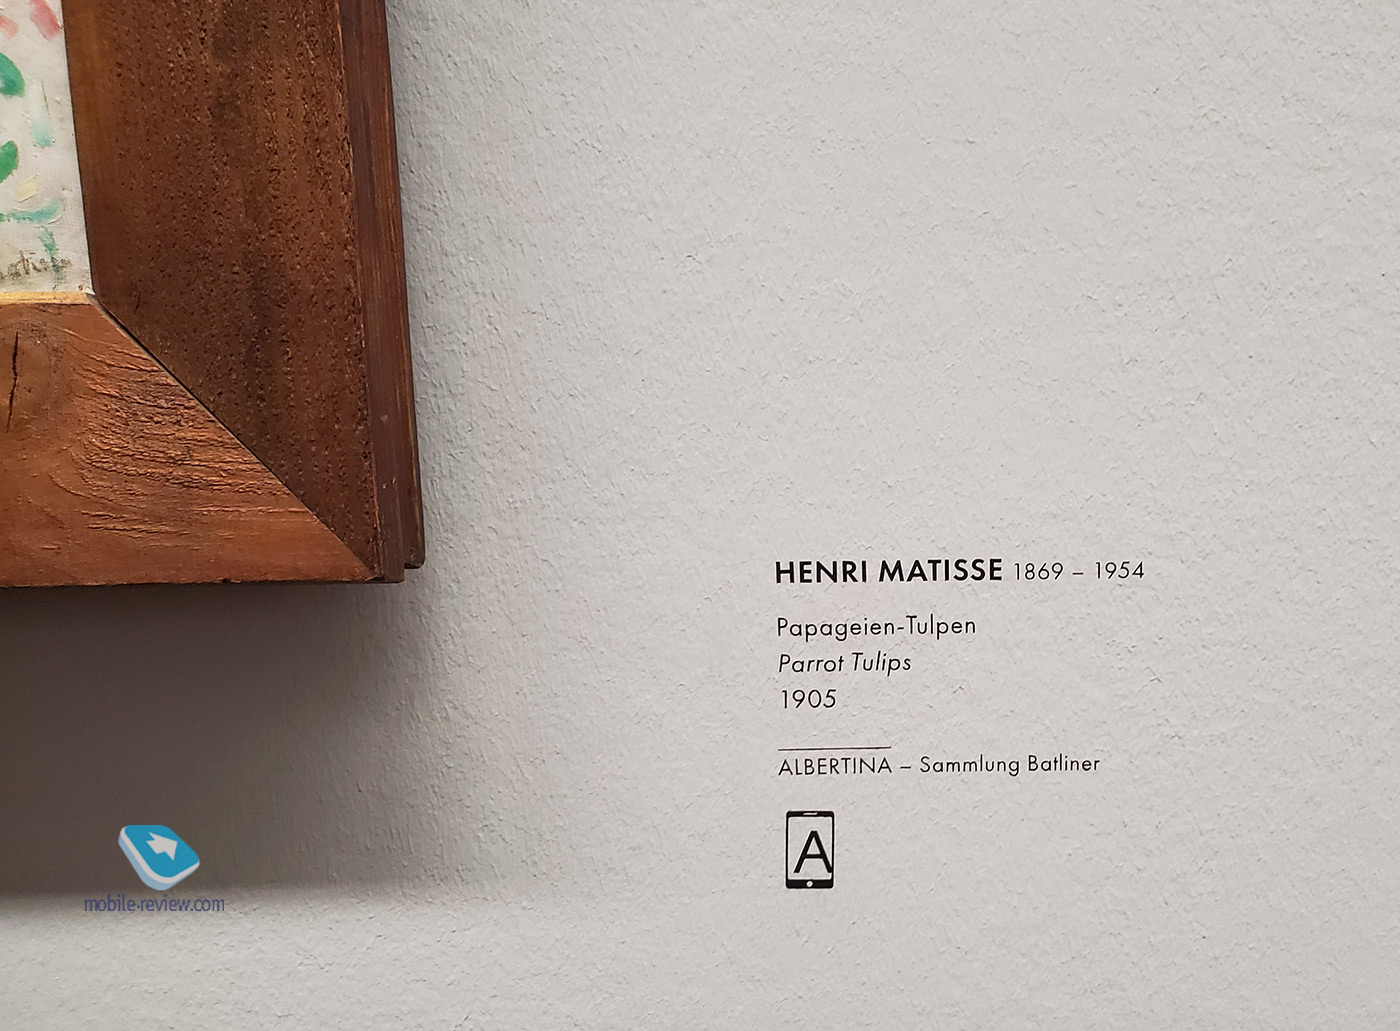 HENRI MATISSE 1869 – 1954
Papageien-Tulpen
Parrot Tulips
1905
ALBERTINA – Sammlung Batliner
A
mobile-review.com